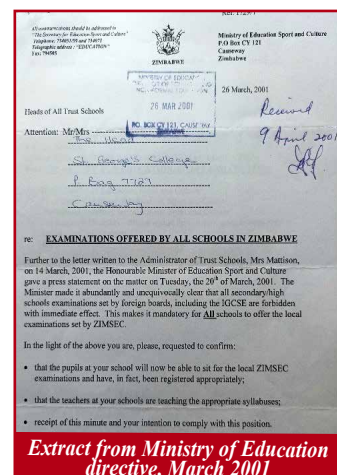 All communications should be addressed to
"The Secretary for Education Sport and Culture"
Telephone: 734051/59 and 734071
Telegraphic address: "EDUCATION"
Fax: 794505
ZIMBABWE
Ministry of Education Sport and Culture
P.O Box CY 121
Causeway
Zimbabwe
MINISTRY OF EDUCATION
26 MAR 2001
P.O. BOX CY 121, CAUSEWAY
26 March, 2001
Heads of All Trust Schools
Received
9 April 2001
Attention: Mr/Mrs
The Head
St. George's College
P Bag 7727
Causeway
re: EXAMINATIONS OFFERED BY ALL SCHOOLS IN ZIMBABWE
Further to the letter written to the Administrator of Trust Schools, Mrs Mattison,
on 14 March, 2001, the Honourable Minister of Education Sport and Culture
gave a press statement on the matter on Tuesday, the 20th of March, 2001. The
Minister made it abundantly and unequivocally clear that all secondary/high
schools examinations set by foreign boards, including the IGCSE are forbidden
with immediate effect. This makes it mandatory for All schools to offer the local
examinations set by ZIMSEC.
In the light of the above you are, please, requested to confirm:
• that the pupils at your school will now be able to sit for the local ZIMSEC
examinations and have, in fact, been registered appropriately;
• that the teachers at your schools are teaching the appropriate syllabuses;
• receipt of this minute and your intention to comply with this position.
Extract from Ministry of Education
directive, March 2001